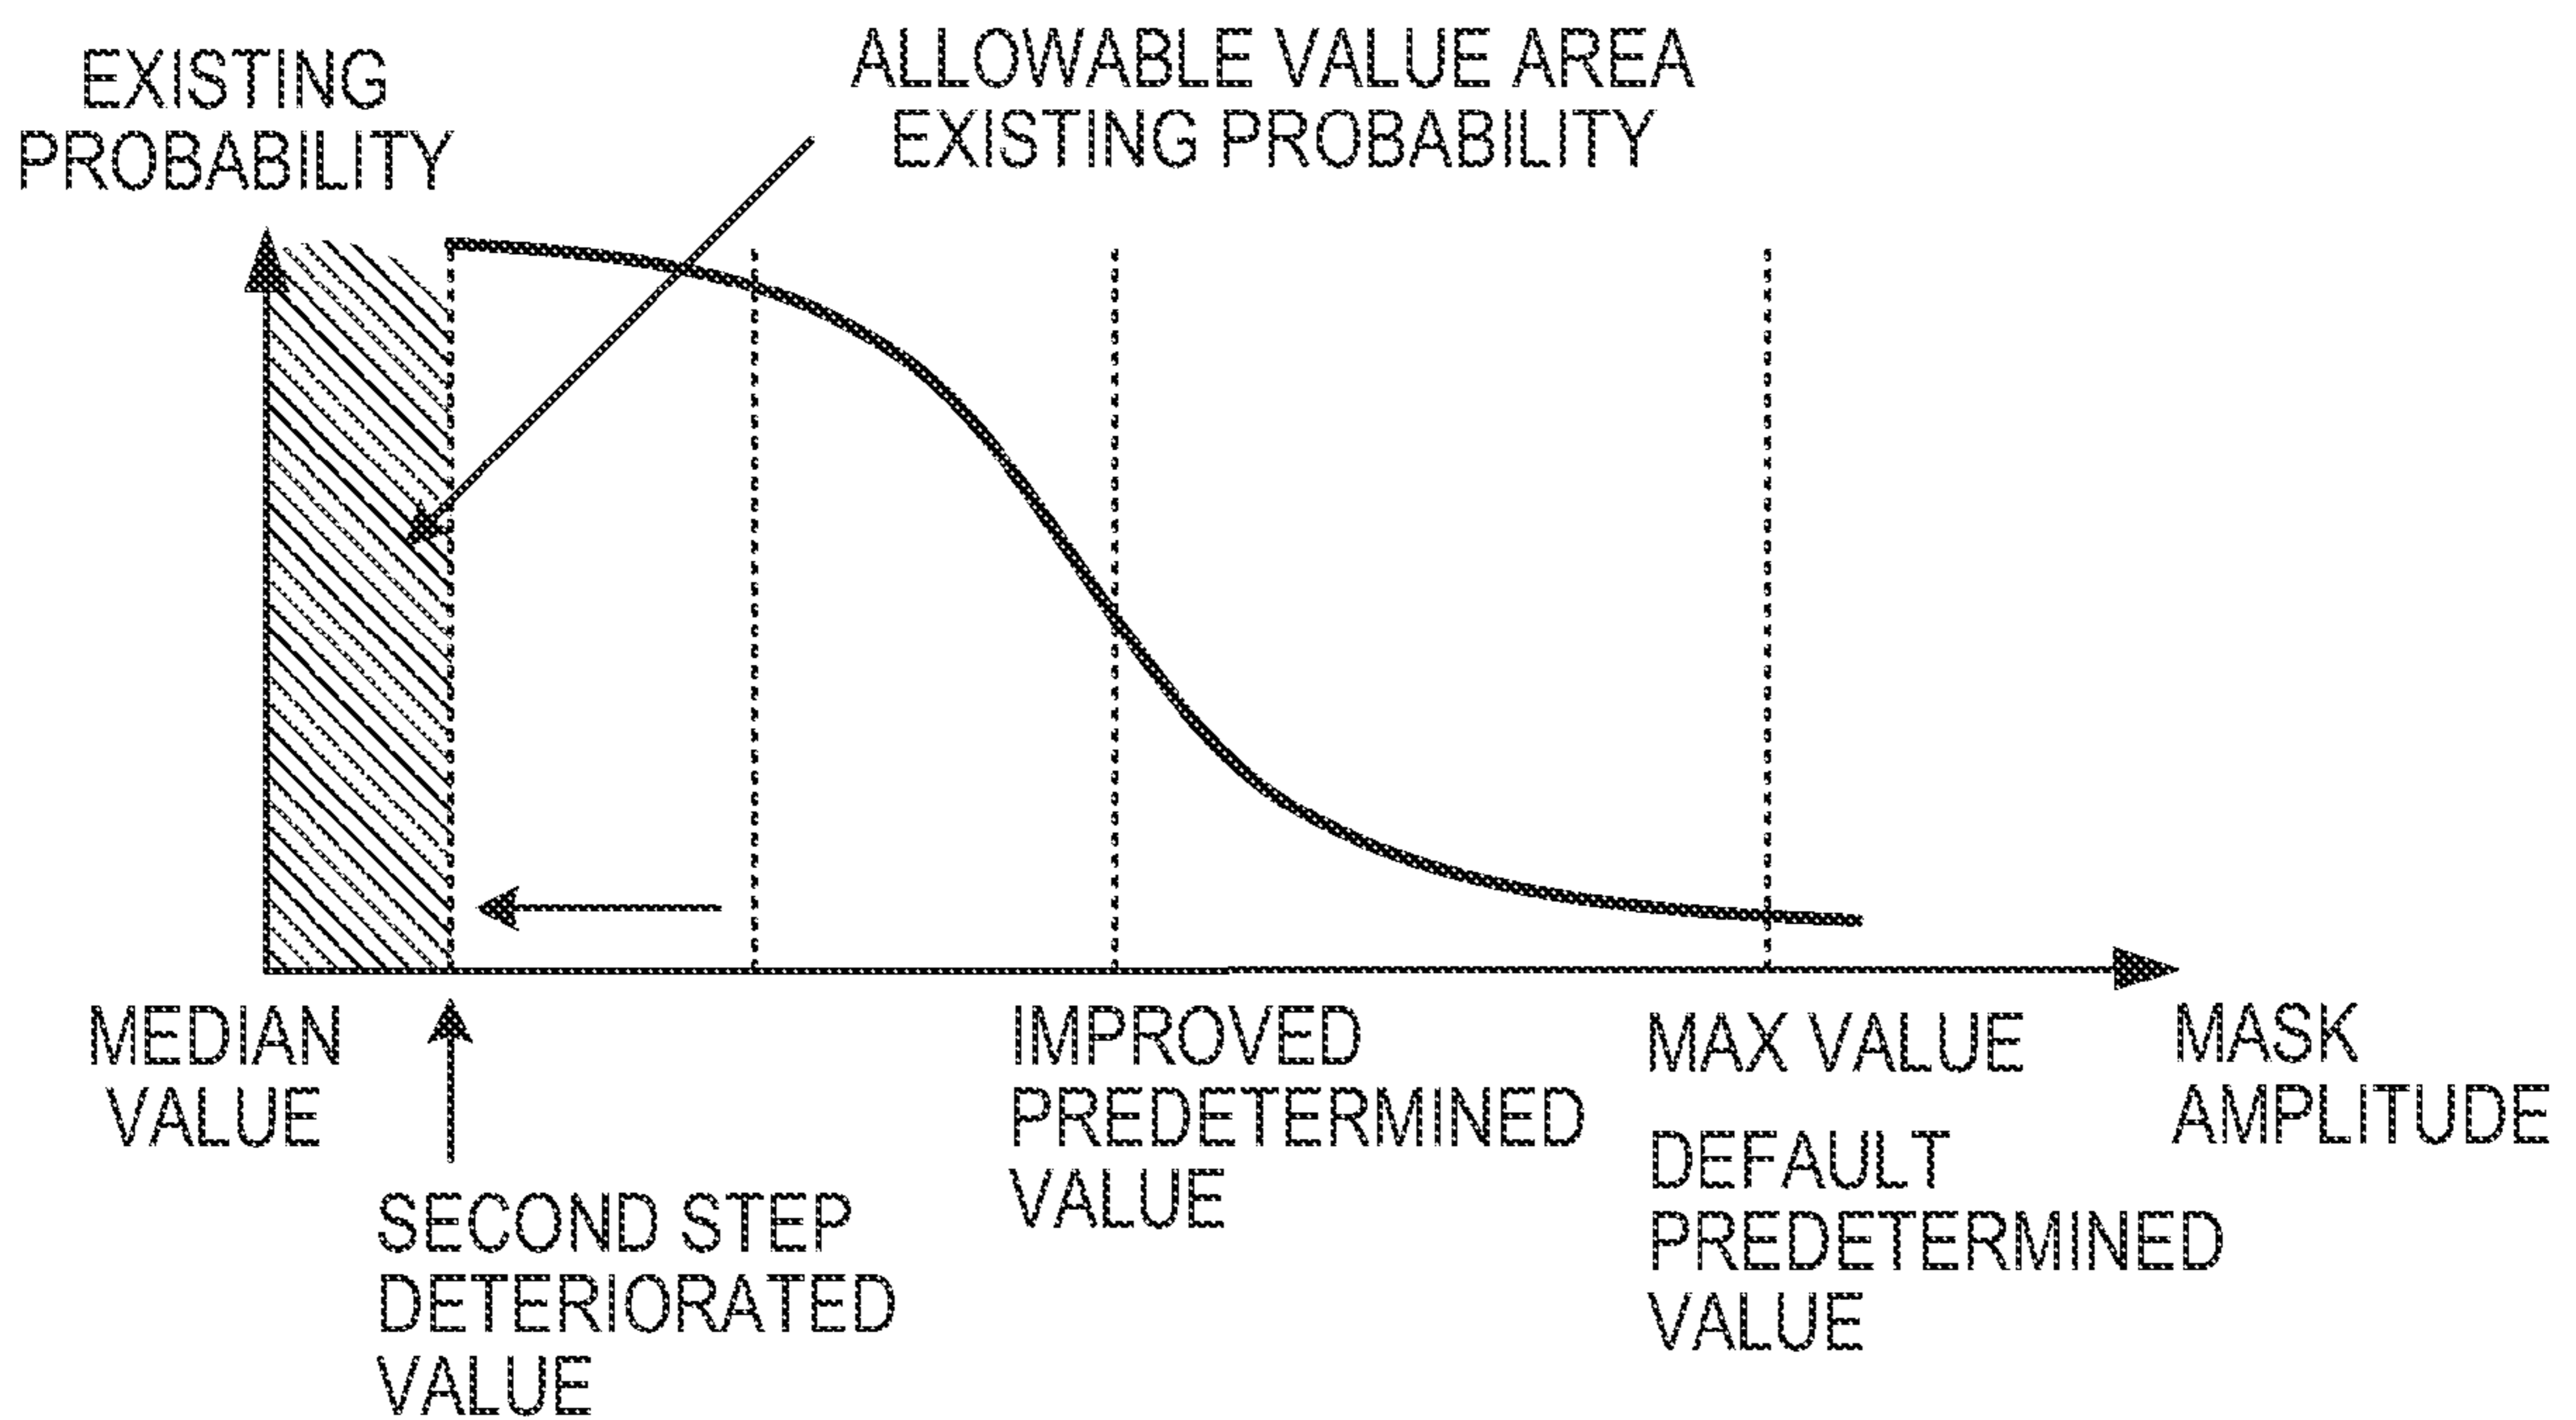 EXISTING
PROBABILITY
ALLOWABLE VALUE AREA
EXISTING PROBABILITY
MEDIAN
VALUE
SECOND STEP
DETERIORATED
VALUE
IMPROVED
PREDETERMINED
VALUE
MAX VALUE
DEFAULT
PREDETERMINED
VALUE
MASK
AMPLITUDE